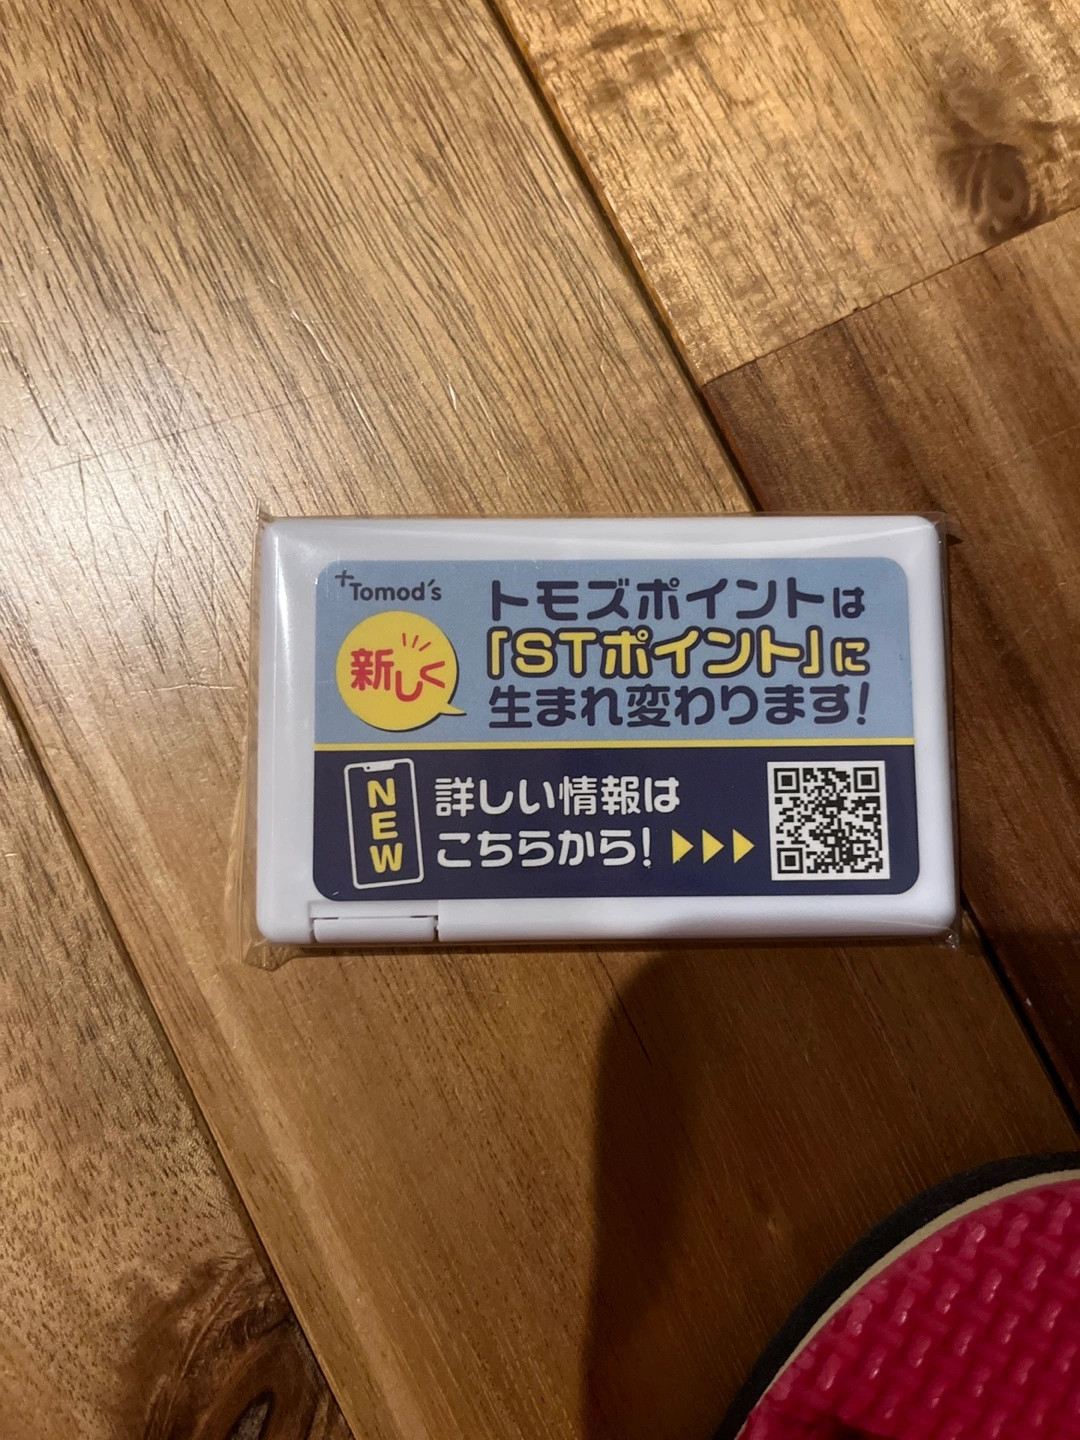 Tomod's
新しく
トモズポイントは
「STポイント」に
生まれ変わります!
NEW
詳しい情報は
こちらから!